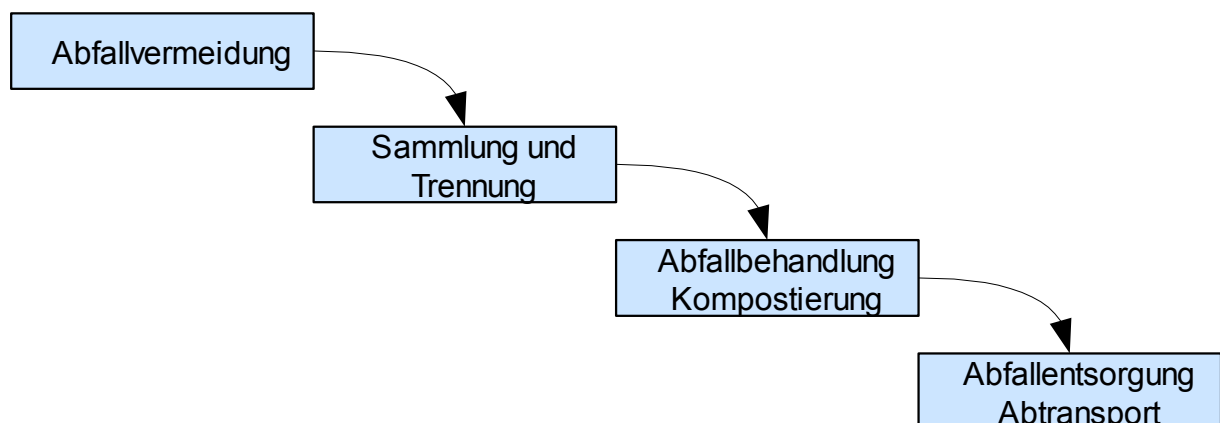 Abfallvermeidung
Sammlung und
Trennung
Abfallbehandlung
Kompostierung
Abfallentsorgung
Abtransport